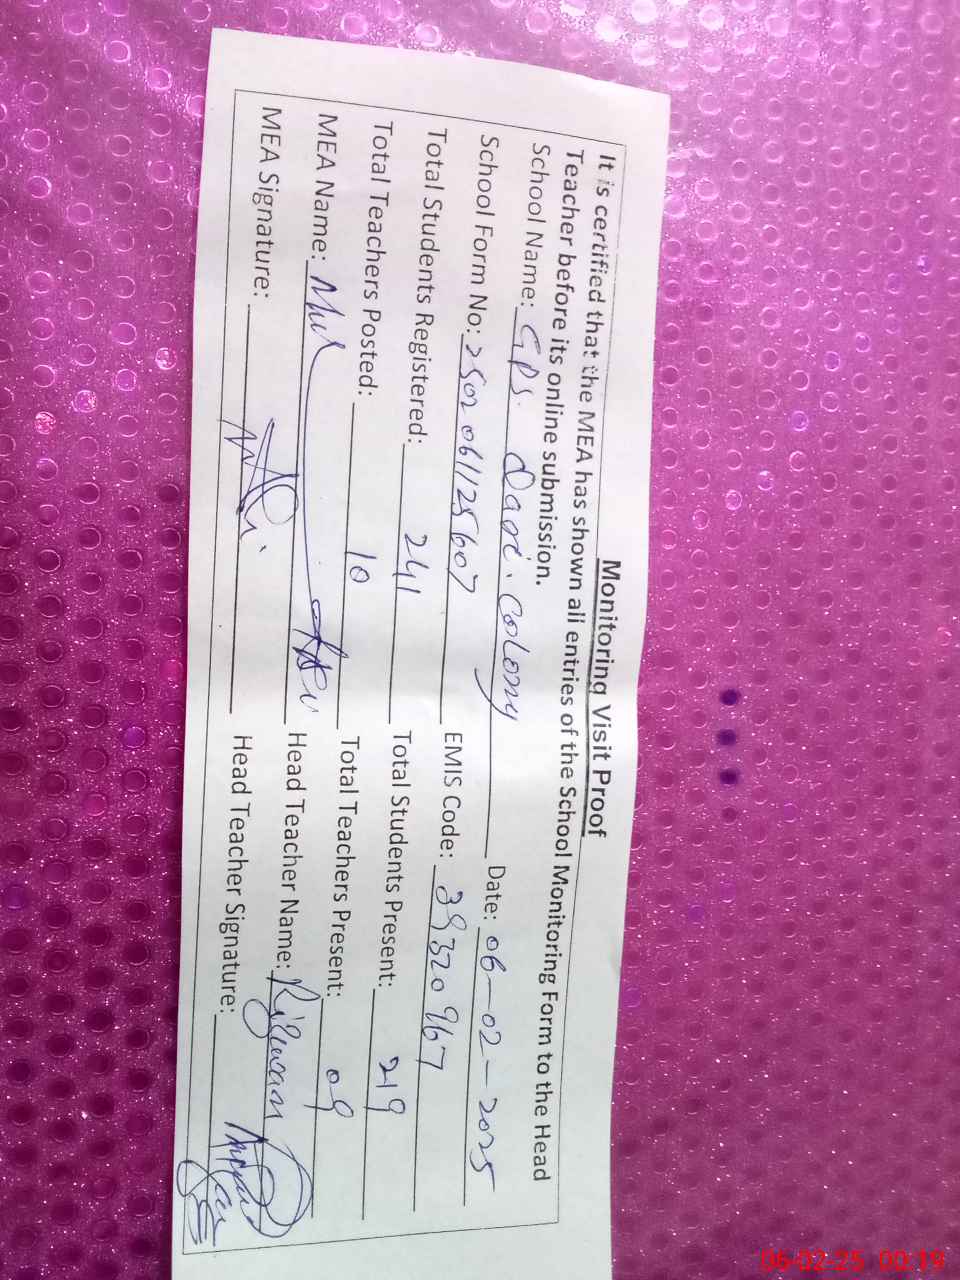 Monitoring Visit Proof
It is certified that the MEA has shown all entries of the School Monitoring Form to the Head
Teacher before its online submission.
School Name: GPS. Daad. Colony Date: 06-02-2025
School Form No: 2502061125607 EMIS Code: 39320967
Total Students Registered: 241 Total Students Present: 219
Total Teachers Posted: 10 Total Teachers Present: 09
MEA Name: Head Teacher Name: Rizwan
MEA Signature: Head Teacher Signature:
06-02-25 00:19